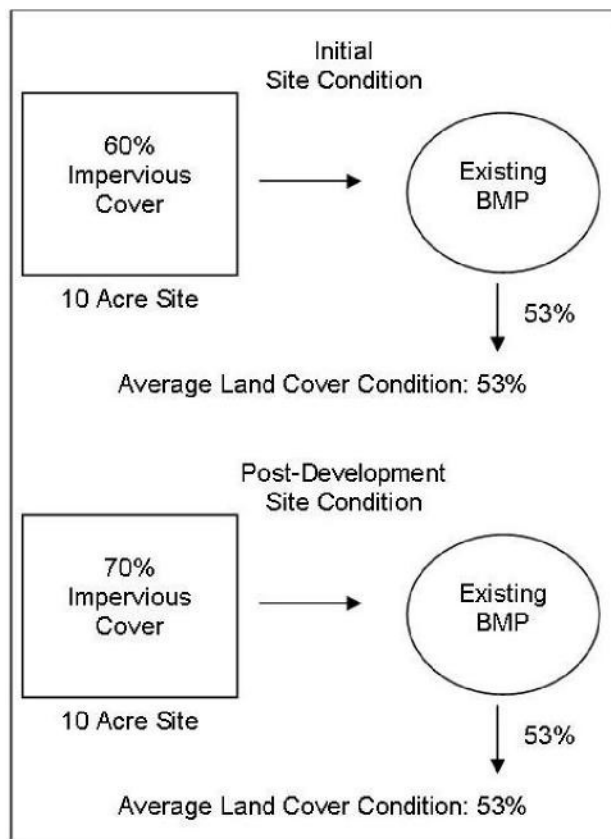 Initial
Site Condition
60%
Impervious
Cover
Existing
BMP
10 Acre Site
53%
Average Land Cover Condition: 53%
Post-Development
Site Condition
70%
Impervious
Cover
Existing
BMP
10 Acre Site
53%
Average Land Cover Condition: 53%